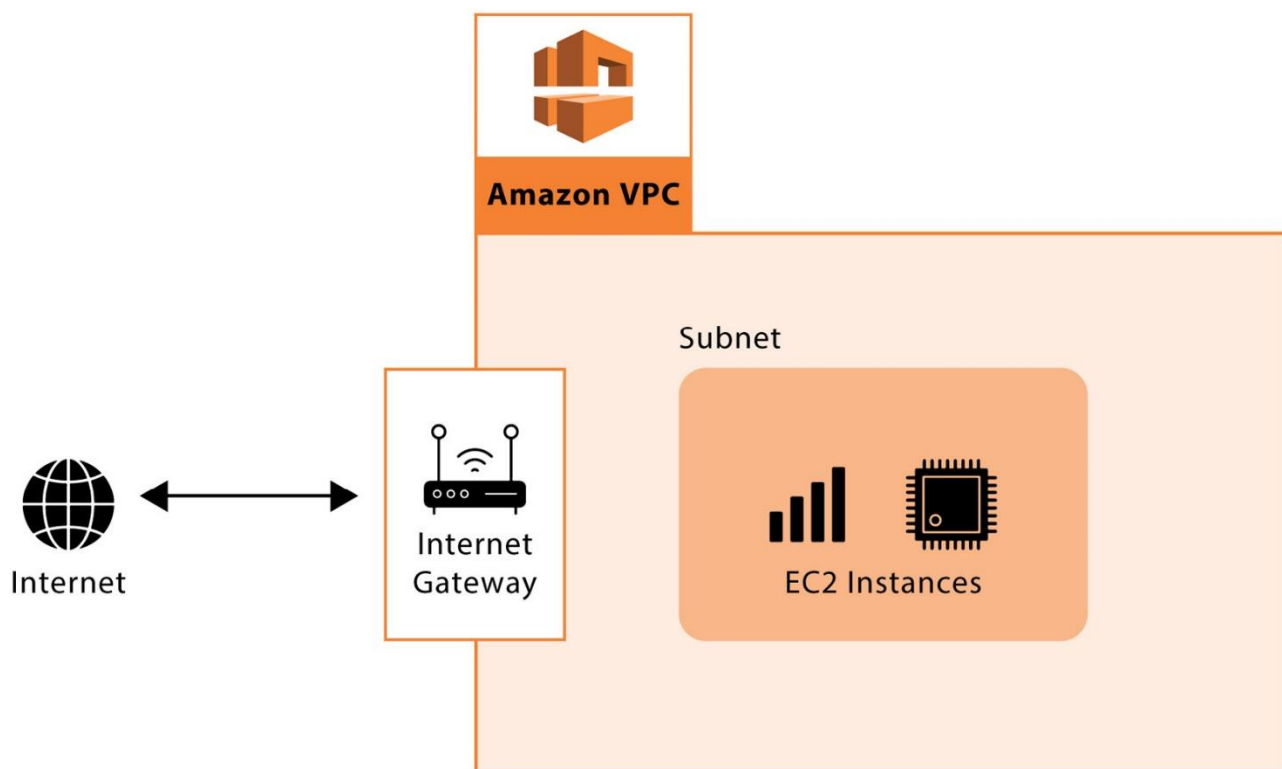 Amazon VPC
Subnet
Internet
Internet
Gateway
EC2 Instances